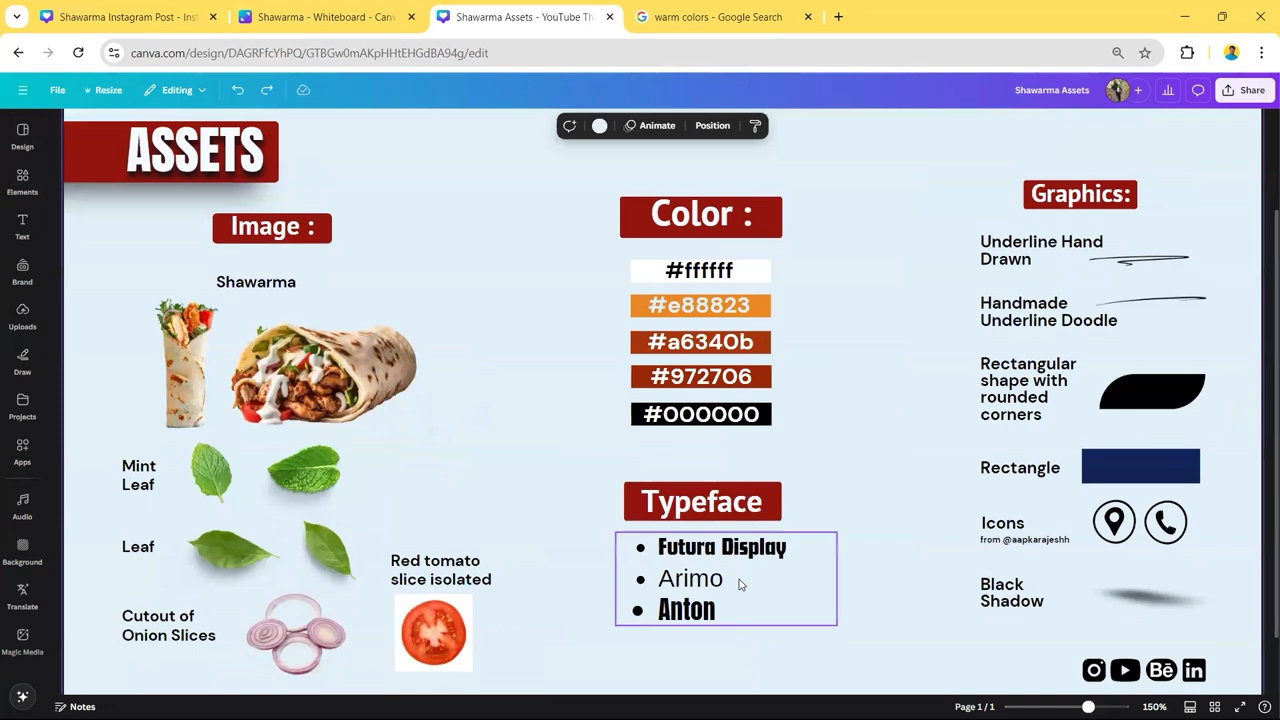 Shawarma Instagram Post - Inst
Shawarma - Whiteboard - Canv
Shawarma Assets - YouTube Th
warm colors - Google Search
canva.com/design/DAGRFfcYhPQ/GTBGw0mAKpHHtEHGdBA94g/edit
File
Resize
Editing
Shawarma Assets
Share
Design
Elements
Text
Brand
Uploads
Draw
Projects
Apps
Audio
Background
Translate
Magic Media
Animate
Position
ASSETS
Image :
Shawarma
Mint
Leaf
Leaf
Cutout of
Onion Slices
Red tomato
slice isolated
Color :
#ffffff
#e88823
#a6340b
#972706
#000000
Typeface
• Futura Display
• Arimo
• Anton
Graphics:
Underline Hand
Drawn
Handmade
Underline Doodle
Rectangular
shape with
rounded
corners
Rectangle
Icons
from @aapkarajeshh
Black
Shadow
Bē
in
Notes
Page 1 / 1
150%